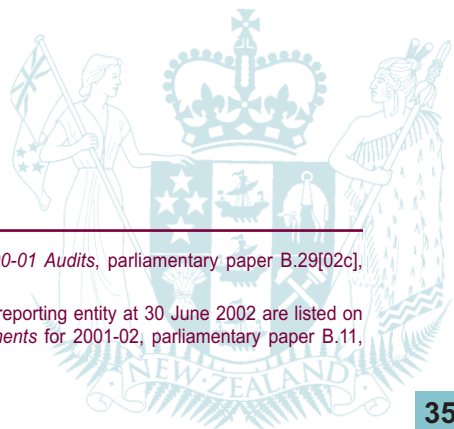 0-01 Audits, parliamentary paper B.29[02c],
reporting entity at 30 June 2002 are listed on
ments for 2001-02, parliamentary paper B.11,
NEW ZEALAND
35